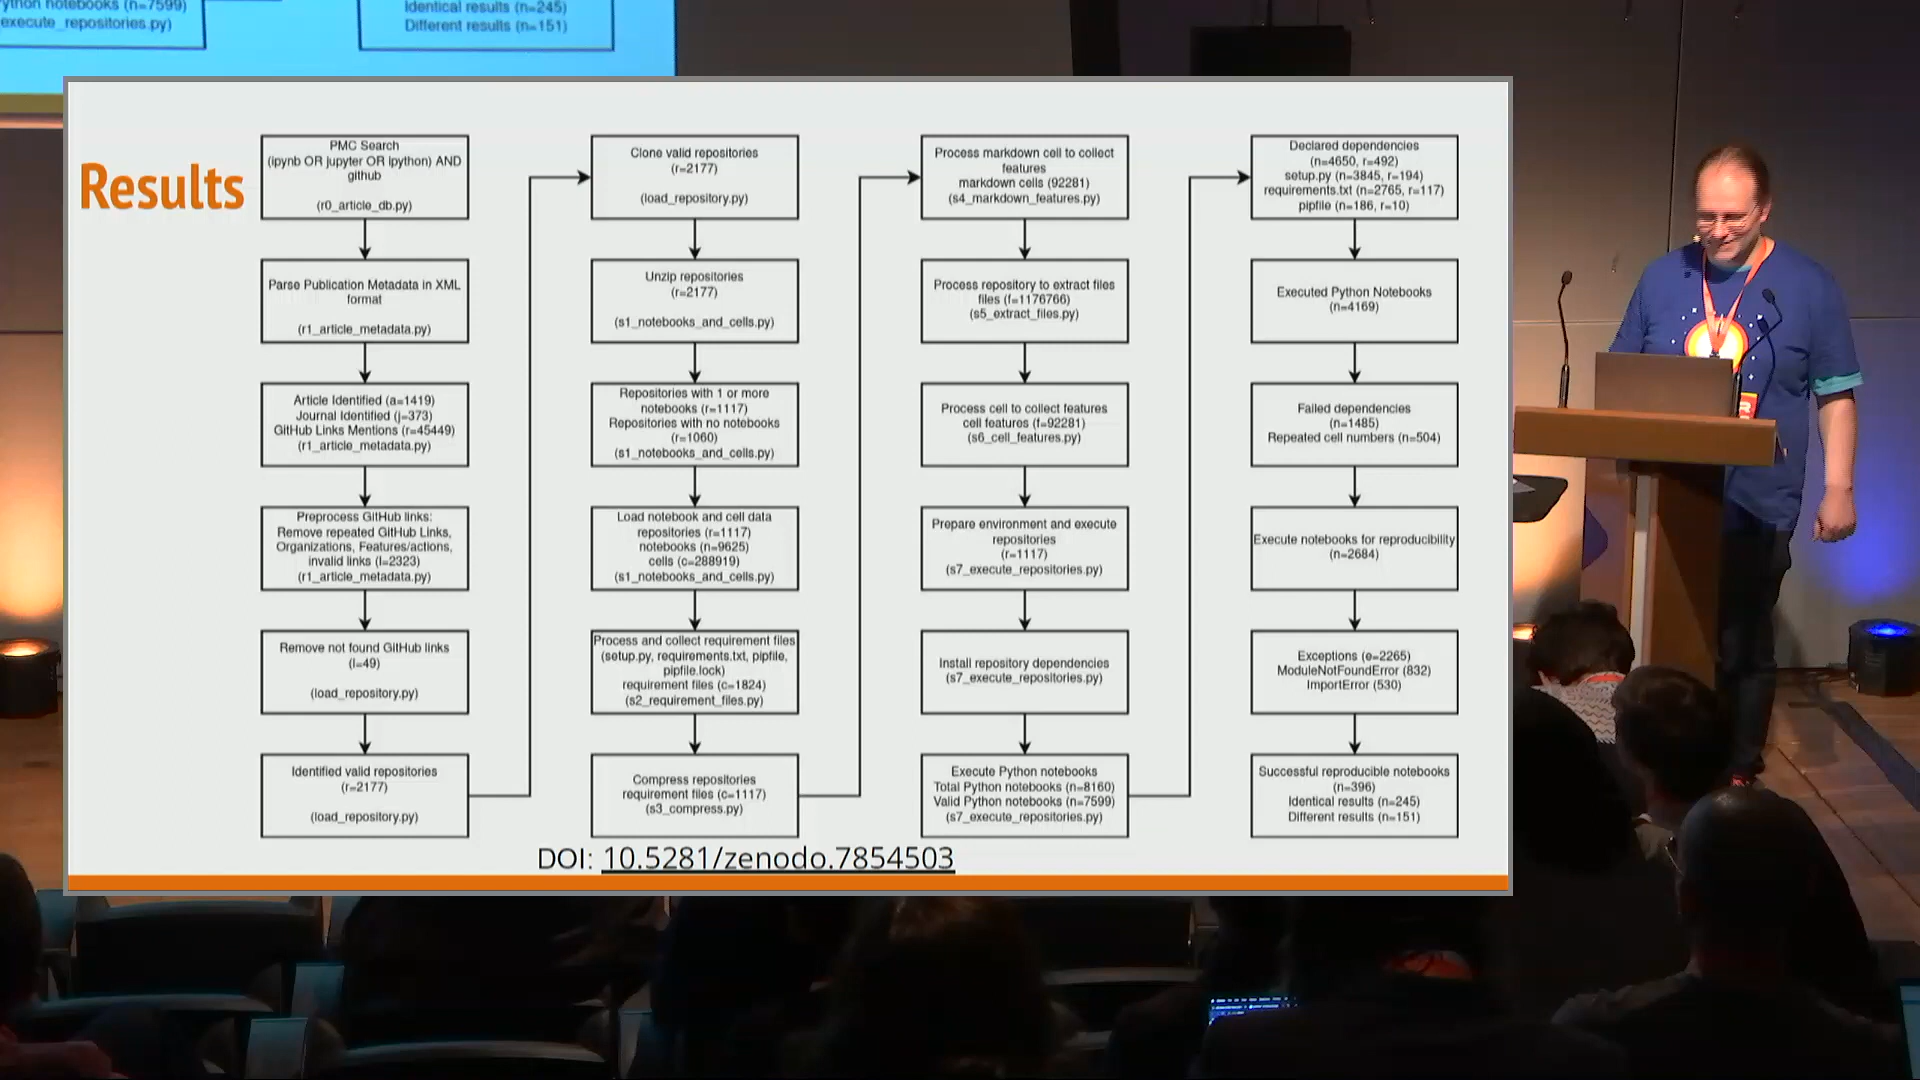 ython notebooks (n=7599)
execute_repositories.py)
Identical results (n=245)
Different results (n=151)
Results
PMC Search
(ipynb OR jupyter OR ipython) AND
github
(r0_article_db.py)
Parse Publication Metadata in XML
format
(r1_article_metadata.py)
Article Identified (a=1419)
Journal Identified (j=373)
GitHub Links Mentions (r=45449)
(r1_article_metadata.py)
Preprocess GitHub links:
Remove repeated GitHub Links,
Organizations, Features/actions,
invalid links (l=2323)
(r1_article_metadata.py)
Remove not found GitHub links
(l=49)
(load_repository.py)
Identified valid repositories
(r=2177)
(load_repository.py)
Clone valid repositories
(r=2177)
(load_repository.py)
Unzip repositories
(r=2177)
(s1_notebooks_and_cells.py)
Repositories with 1 or more
notebooks (r=1117)
Repositories with no notebooks
(r=1060)
(s1_notebooks_and_cells.py)
Load notebook and cell data
repositories (r=1117)
notebooks (n=9625)
cells (c=288919)
(s1_notebooks_and_cells.py)
Process and collect requirement files
(setup.py, requirements.txt, pipfile,
pipfile.lock)
requirement files (c=1824)
(s2_requirement_files.py)
Compress repositories
requirement files (c=1117)
(s3_compress.py)
Process markdown cell to collect
features
markdown cells (92281)
(s4_markdown_features.py)
Process repository to extract files
files (f=1176766)
(s5_extract_files.py)
Process cell to collect features
cell features (f=92281)
(s6_cell_features.py)
Prepare environment and execute
repositories
(r=1117)
(s7_execute_repositories.py)
Install repository dependencies
(s7_execute_repositories.py)
Execute Python notebooks
Total Python notebooks (n=8160)
Valid Python notebooks (n=7599)
(s7_execute_repositories.py)
Declared dependencies
(n=4650, r=492)
setup.py (n=3845, r=194)
requirements.txt (n=2765, r=117)
pipfile (n=186, r=10)
Executed Python Notebooks
(n=4169)
Failed dependencies
(n=1485)
Repeated cell numbers (n=504)
Execute notebooks for reproducibility
(n=2684)
Exceptions (e=2265)
ModuleNotFoundError (832)
ImportError (530)
Successful reproducible notebooks
(n=396)
Identical results (n=245)
Different results (n=151)
DOI: 10.5281/zenodo.7854503